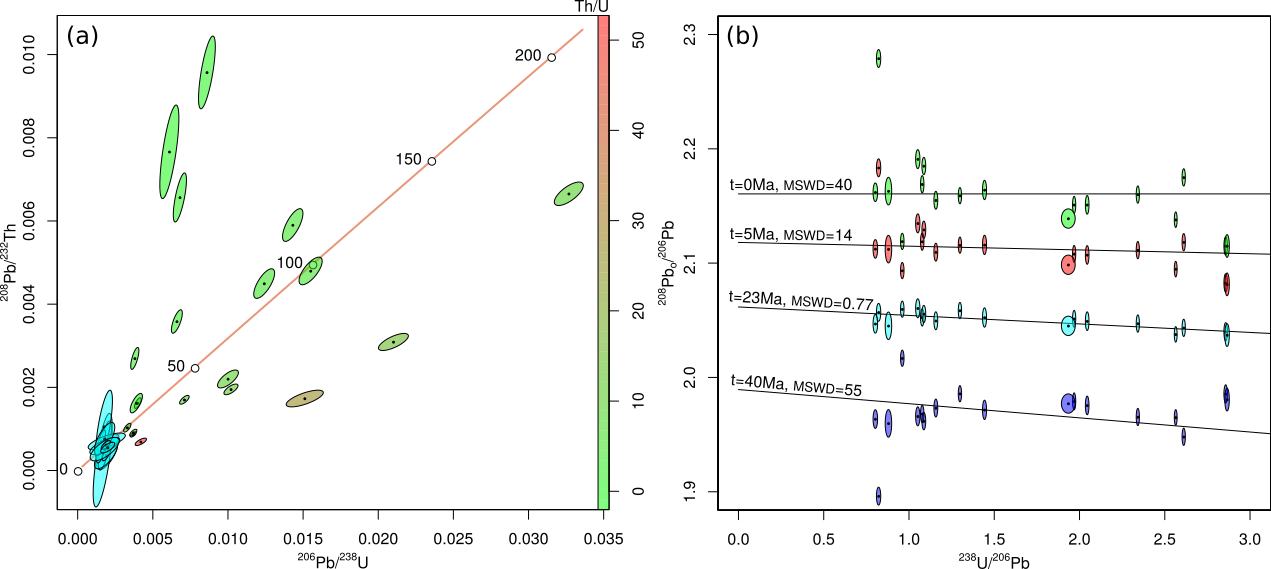 Th/U
(a)
0.010
0.008
0.006
0.004
0.002
0.000
²⁰⁸Pb/²³²Th
200
150
100
50
0
0.000 0.005 0.010 0.015 0.020 0.025 0.030 0.035
²⁰⁶Pb/²³⁸U
50
40
30
20
10
0
(b)
2.3
2.2
2.1
2.0
1.9
²⁰⁸Pbₒ/²⁰⁶Pb
t=0Ma, MSWD=40
t=5Ma, MSWD=14
t=23Ma, MSWD=0.77
t=40Ma, MSWD=55
0.0 0.5 1.0 1.5 2.0 2.5 3.0
²³⁸U/²⁰⁶Pb